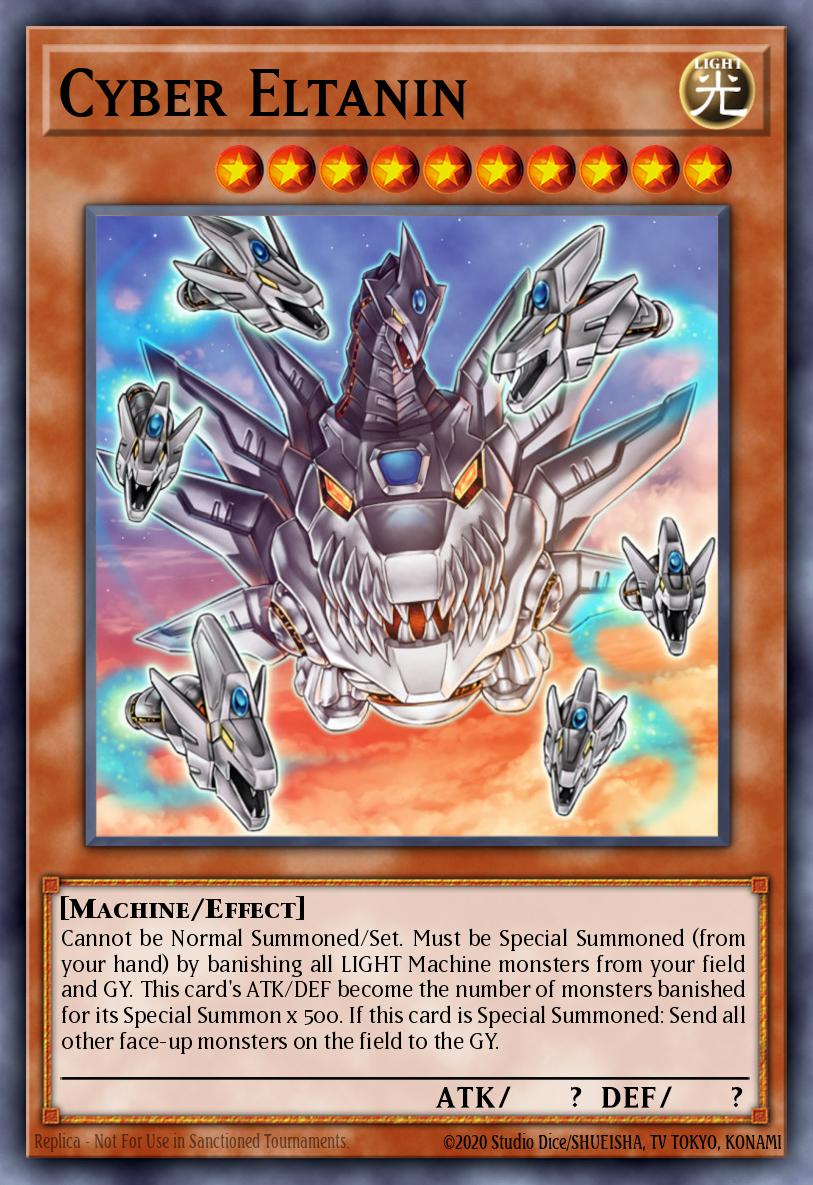 Cyber Eltanin
LIGHT
光
[Machine/Effect]
Cannot be Normal Summoned/Set. Must be Special Summoned (from
your hand) by banishing all LIGHT Machine monsters from your field
and GY. This card's ATK/DEF become the number of monsters banished
for its Special Summon x 500. If this card is Special Summoned: Send all
other face-up monsters on the field to the GY.
ATK/ ? DEF/ ?
Replica - Not For Use in Sanctioned Tournaments.
©2020 Studio Dice/SHUEISHA, TV TOKYO, KONAMI